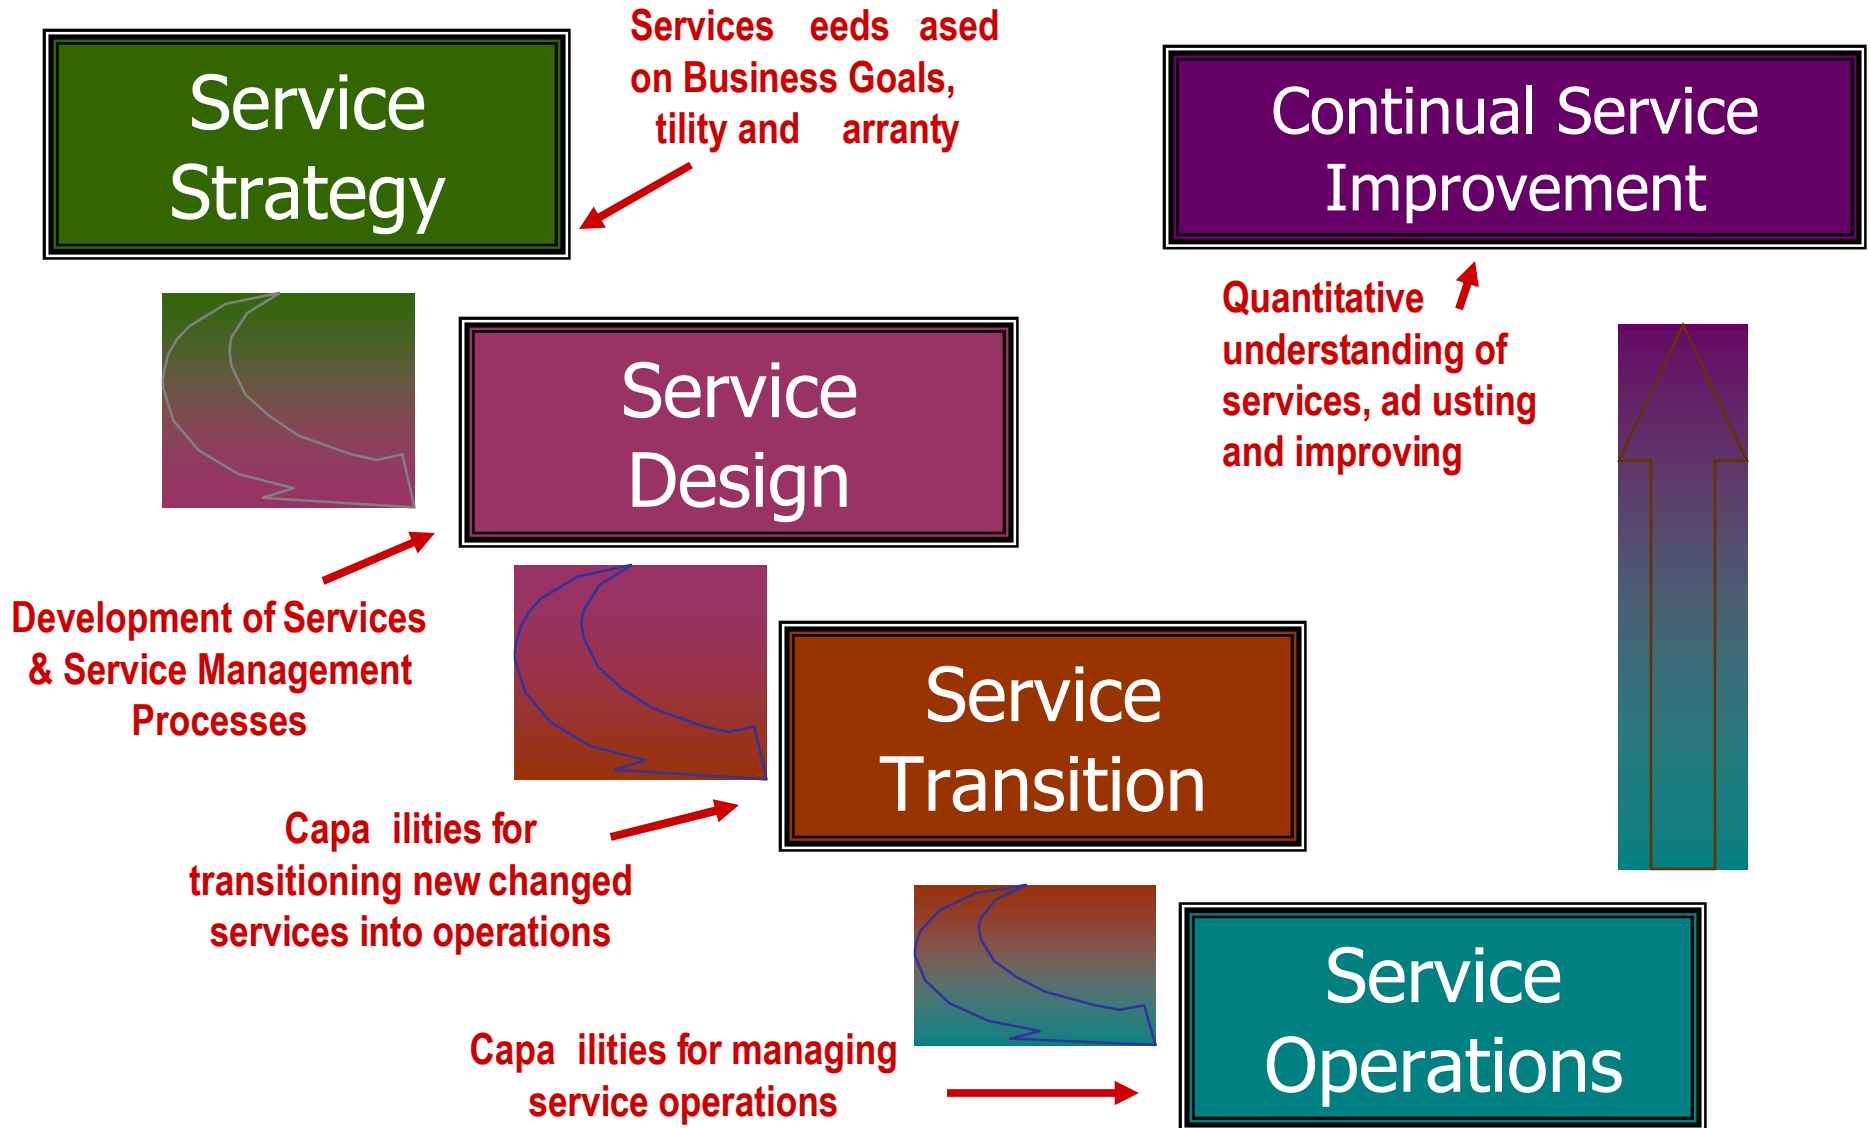 Service
Strategy
Services eeds ased
on Business Goals,
tility and arranty
Continual Service
Improvement
Quantitative
understanding of
services, ad usting
and improving
Service
Design
Development of Services
& Service Management
Processes
Service
Transition
Capa ilities for
transitioning new changed
services into operations
Service
Operations
Capa ilities for managing
service operations